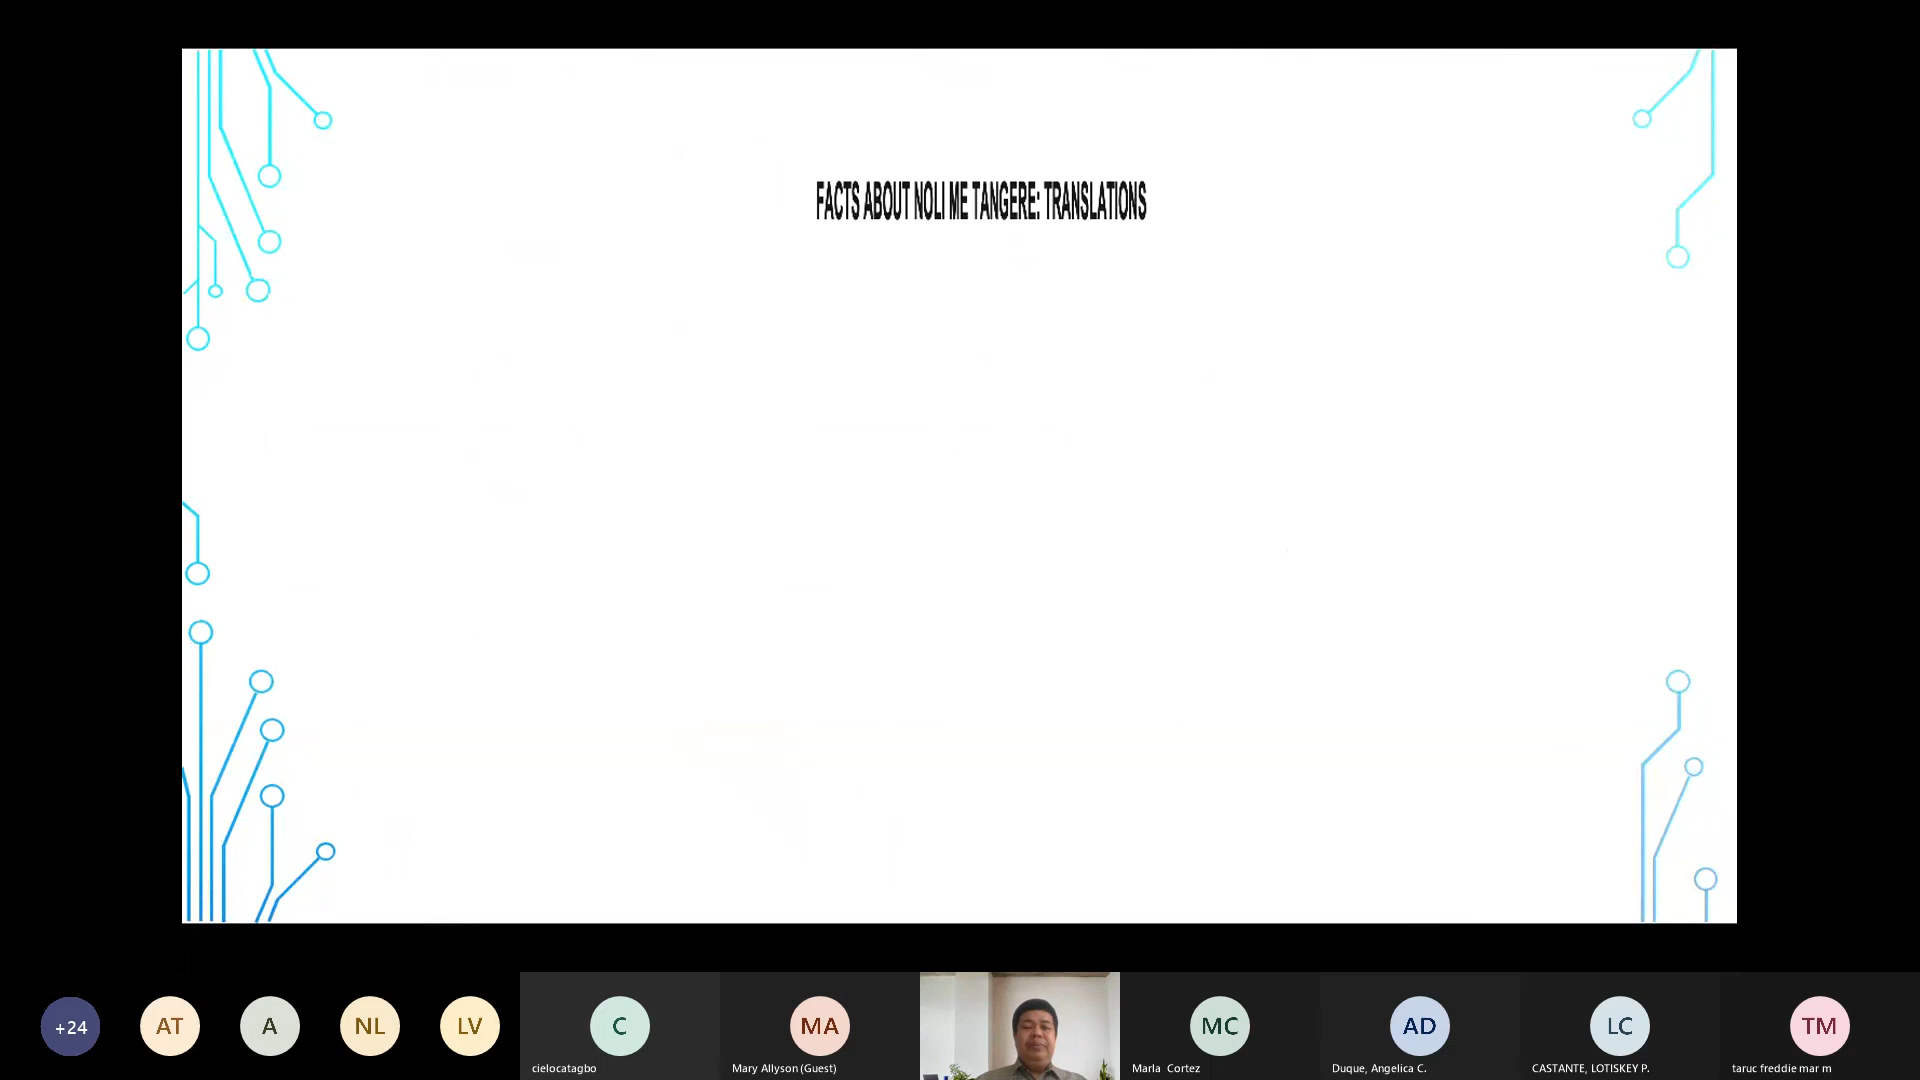 FACTS ABOUT NOLI ME TANGERE: TRANSLATIONS
+24
AT
A
NL
LV
C
MA
MC
AD
LC
TM
cielocatagbo
Mary Allyson (Guest)
Marla Cortez
Duque, Angelica C.
CASTANTE, LOTISKEY P.
taruc freddie mar m